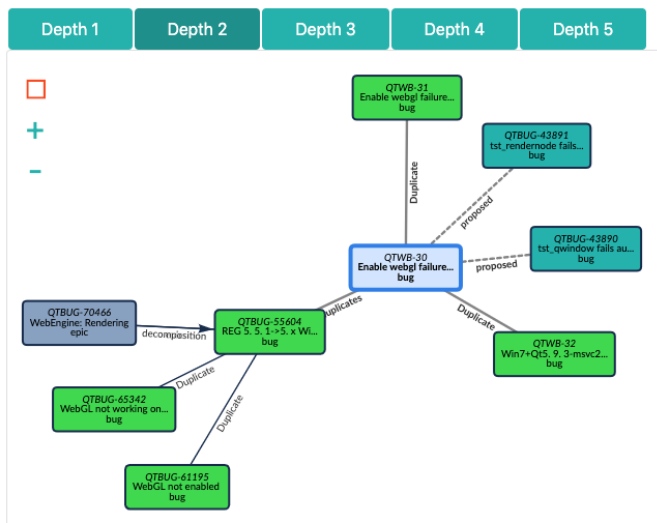 Depth 1
Depth 2
Depth 3
Depth 4
Depth 5
+
-
QTWB-31
Enable webgl failure...
bug
QTBUG-43891
tst_rendernode fails...
bug
Duplicate
proposed
QTBUG-43890
tst_qwindow fails au...
bug
QTWB-30
Enable webgl failure...
bug
proposed
QTBUG-70466
WebEngine: Rendering
epic
decomposition
QTBUG-55604
REG 5. 5. 1->5. x Wi...
bug
Duplicates
Duplicate
QTWB-32
Win7+Qt5. 9. 3-msvc2...
bug
Duplicate
QTBUG-65342
WebGL not working on...
bug
Duplicate
QTBUG-61195
WebGL not enabled
bug